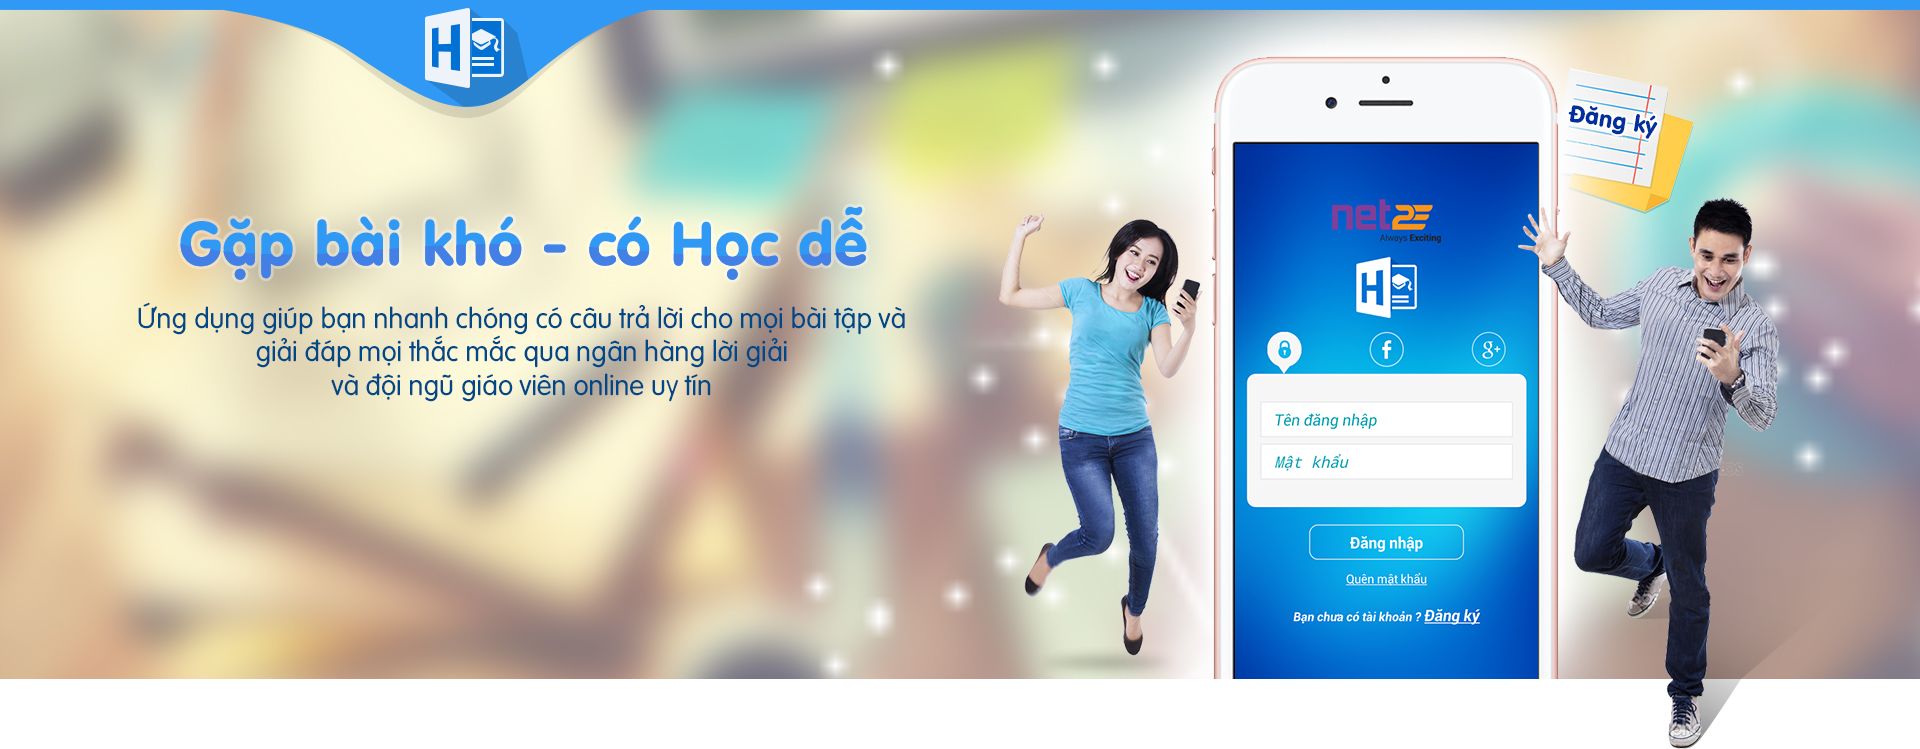 H
Gặp bài khó - có Học dễ
Ứng dụng giúp bạn nhanh chóng có câu trả lời cho mọi bài tập và
giải đáp mọi thắc mắc qua ngân hàng lời giải
và đội ngũ giáo viên online uy tín
Đăng ký
net2E
Always Exciting
H
f
g+
Tên đăng nhập
Mật khẩu
Đăng nhập
Quên mật khẩu
Bạn chưa có tài khoản ? Đăng ký